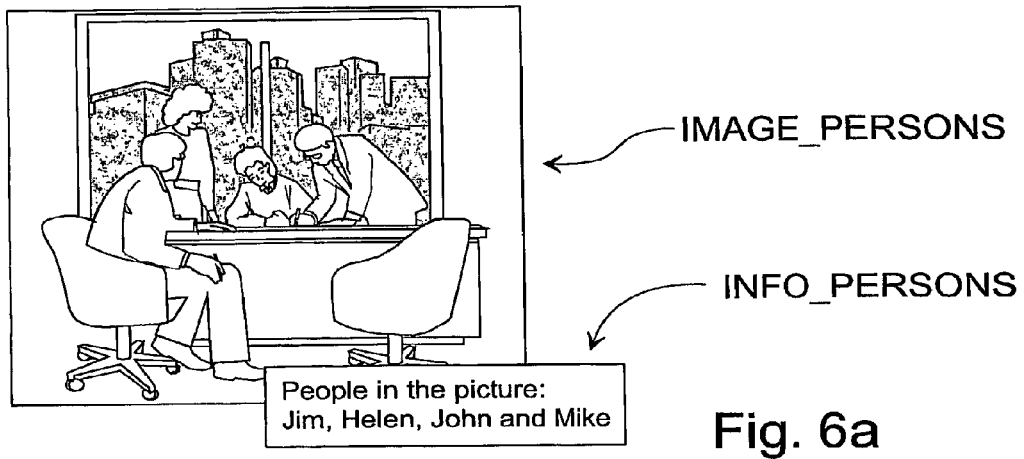 IMAGE_PERSONS
INFO_PERSONS
People in the picture:
Jim, Helen, John and Mike
Fig. 6a